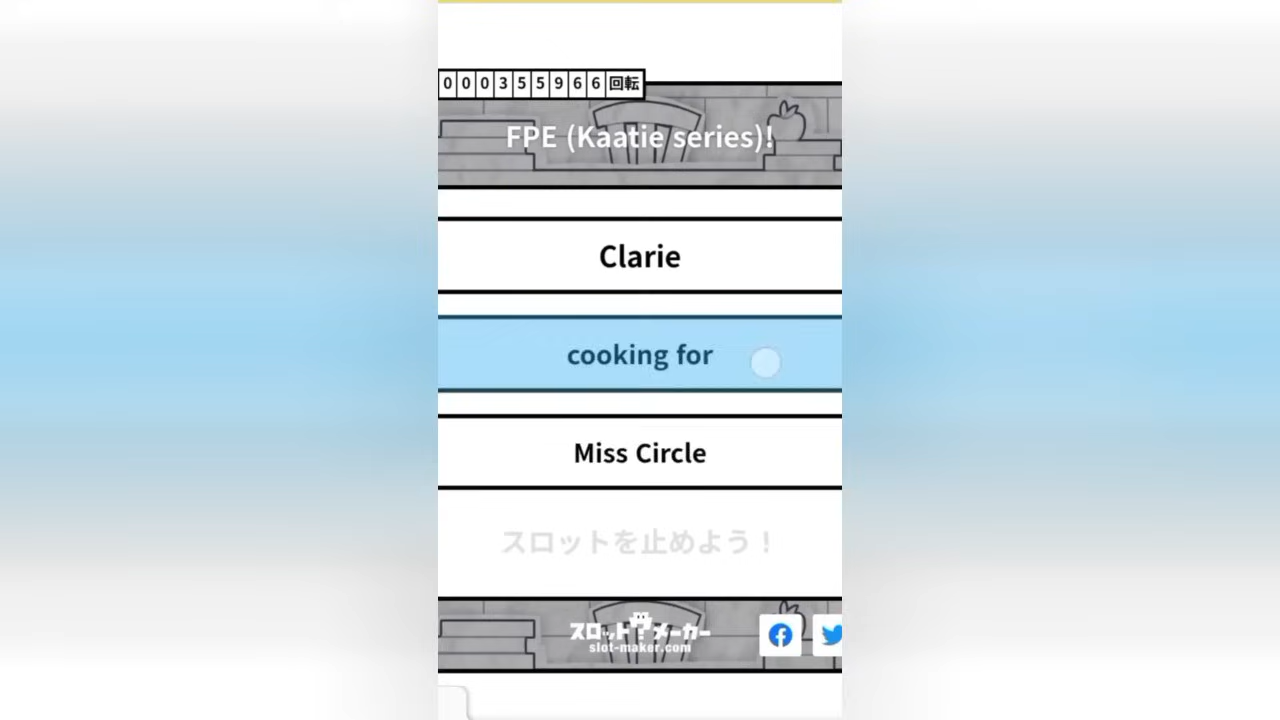 000355966回転
FPE (Kaatie series)!
Clarie
cooking for
Miss Circle
スロットを止めよう！
スロットメーカー
slot-maker.com